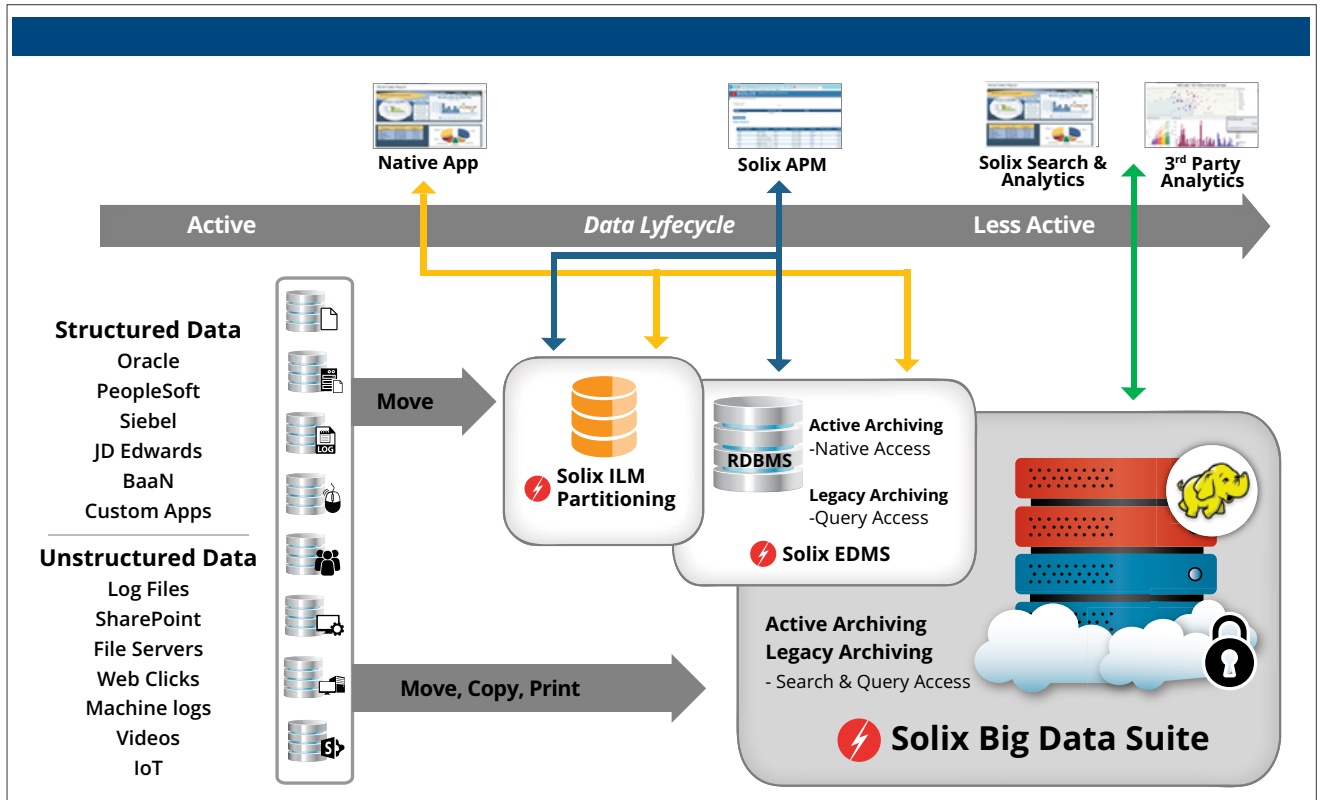 Native App
Solix APM
Solix Search &
Analytics
3rd Party
Analytics
Active
Data Lyfecycle
Less Active
Structured Data
Oracle
PeopleSoft
Siebel
JD Edwards
BaaN
Custom Apps
Unstructured Data
Log Files
SharePoint
File Servers
Web Clicks
Machine logs
Videos
IoT
LOG
S
Move
Move, Copy, Print
Solix ILM
Partitioning
RDBMS
Active Archiving
-Native Access
Legacy Archiving
-Query Access
Solix EDMS
Active Archiving
Legacy Archiving
- Search & Query Access
Solix Big Data Suite